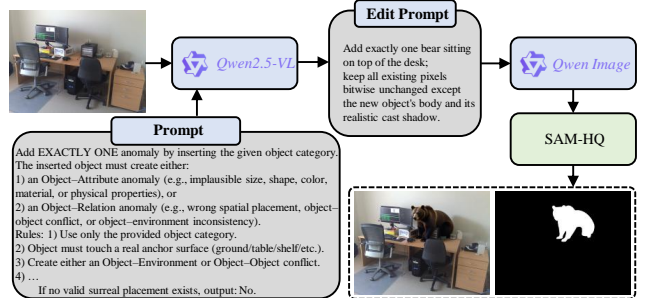 Edit Prompt
Qwen2.5-VL
Add exactly one bear sitting
on top of the desk;
keep all existing pixels
bitwise unchanged except
the new object's body and its
realistic cast shadow.
Qwen Image
SAM-HQ
Prompt
Add EXACTLY ONE anomaly by inserting the given object category.
The inserted object must create either:
1) an Object–Attribute anomaly (e.g., implausible size, shape, color,
material, or physical properties), or
2) an Object–Relation anomaly (e.g., wrong spatial placement, object–
object conflict, or object–environment inconsistency).
Rules: 1) Use only the provided object category.
2) Object must touch a real anchor surface (ground/table/shelf/etc.).
3) Create either an Object–Environment or Object–Object conflict.
4) …
If no valid surreal placement exists, output: No.